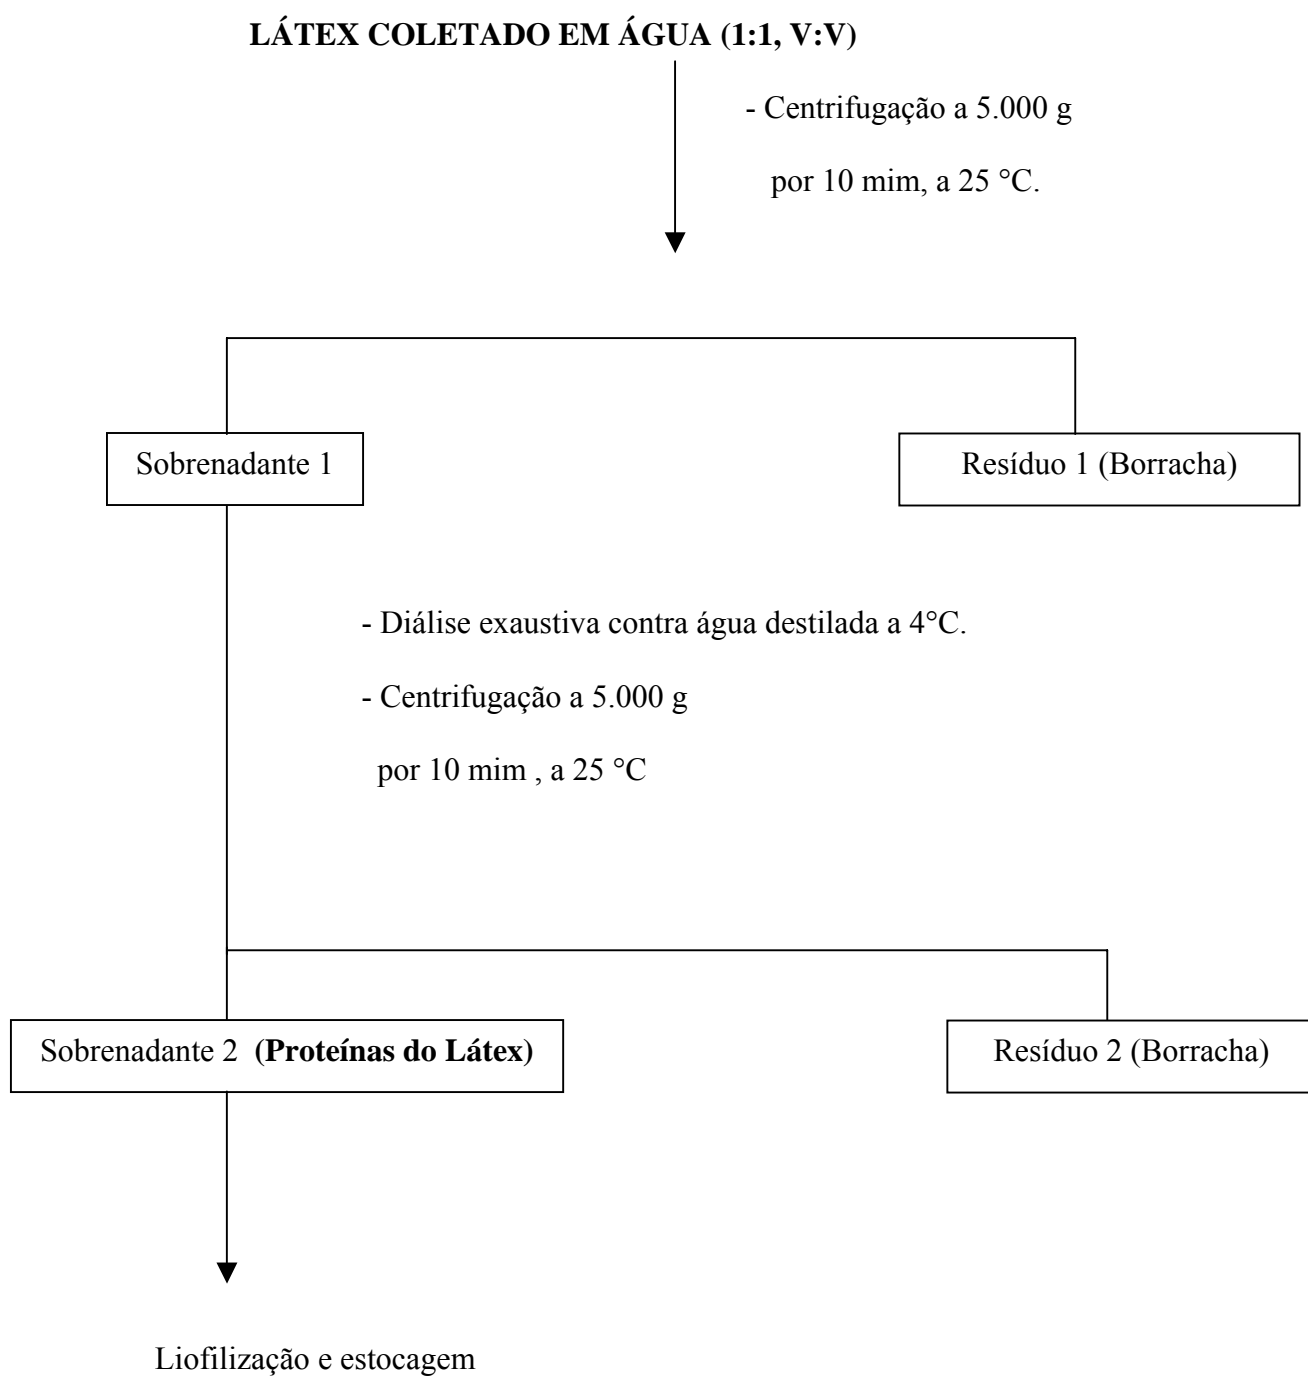 LÁTEX COLETADO EM ÁGUA (1:1, V:V)
- Centrifugação a 5.000 g
por 10 mim, a 25 °C.
Sobrenadante 1
Resíduo 1 (Borracha)
- Diálise exaustiva contra água destilada a 4°C.
- Centrifugação a 5.000 g
por 10 mim , a 25 °C
Sobrenadante 2 (Proteínas do Látex)
Resíduo 2 (Borracha)
Liofilização e estocagem